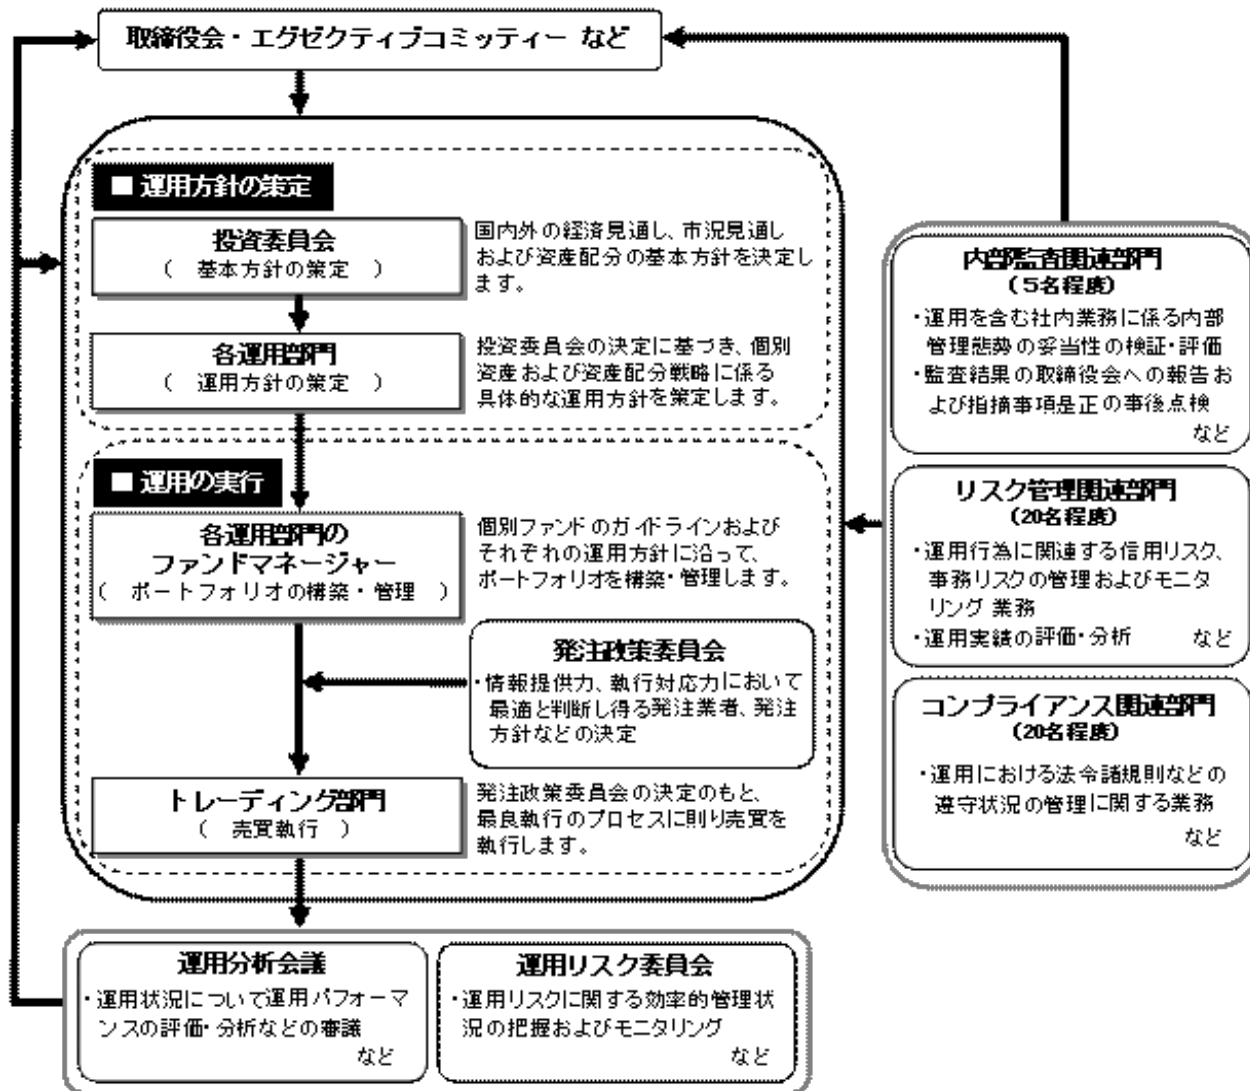 取締役会・エグゼクティブコミッティー など
■ 運用方針の策定
投資委員会
（ 基本方針の策定 ）
国内外の経済見通し、市況見通し
および資産配分の基本方針を決定し
ます。
各運用部門
（ 運用方針の策定 ）
投資委員会の決定に基づき、個別
資産および資産配分戦略に係る
具体的な運用方針を策定します。
■ 運用の実行
各運用部門の
ファンドマネージャー
（ ポートフォリオの構築・管理 ）
個別ファンドのガイドラインおよび
それぞれの運用方針に沿って、
ポートフォリオを構築・管理します。
発注政策委員会
・情報提供力、執行対応力において
最適と判断し得る発注業者、発注
方針などの決定
トレーディング部門
（ 売買執行 ）
発注政策委員会の決定のもと、
最良執行のプロセスに則り売買を
執行します。
運用分析会議
・運用状況について運用パフォーマ
ンスの評価・分析などの審議
など
運用リスク委員会
・運用リスクに関する効率的管理状
況の把握およびモニタリング
など
内部監査関連部門
（5名程度）
・運用を含む社内業務に係る内部
管理態勢の妥当性の検証・評価
・監査結果の取締役会への報告お
よび指摘事項是正の事後点検
など
リスク管理関連部門
（20名程度）
・運用行為に関連する信用リスク、
事務リスクの管理およびモニタ
リング 業務
・運用実績の評価・分析 など
コンプライアンス関連部門
（20名程度）
・運用における法令諸規則などの
遵守状況の管理に関する業務
など